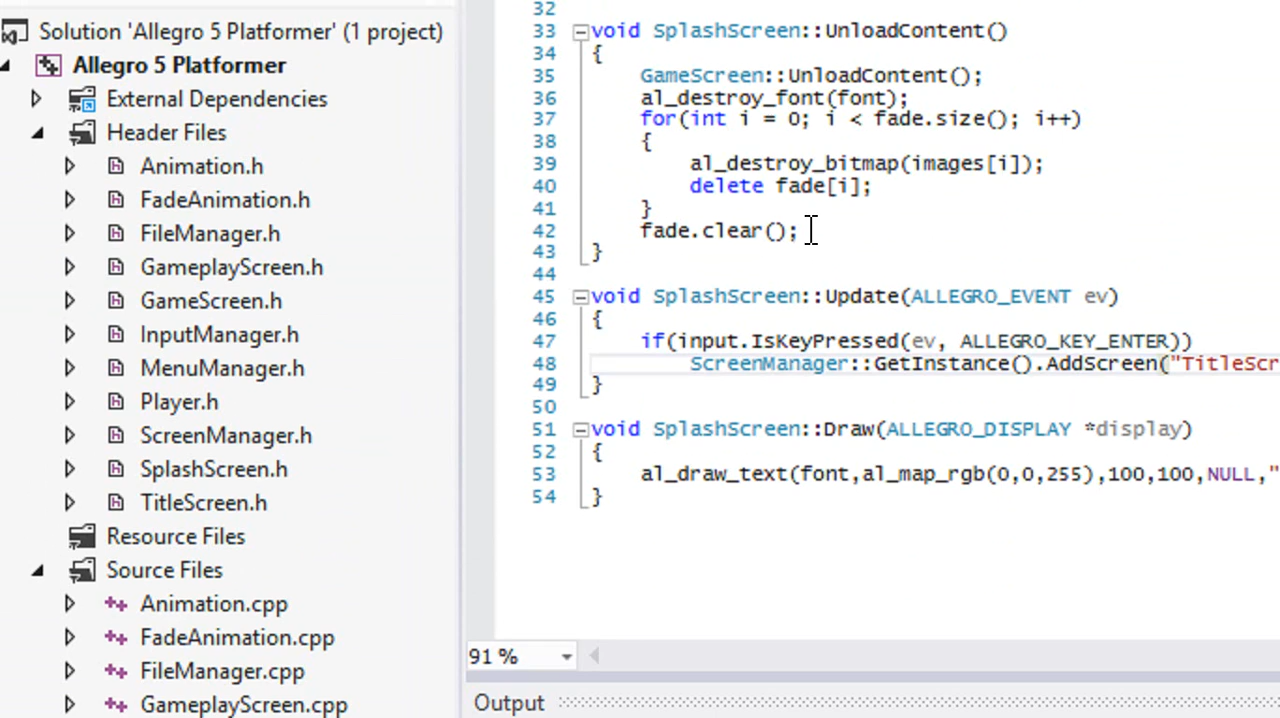 Solution 'Allegro 5 Platformer' (1 project)
Allegro 5 Platformer
External Dependencies
Header Files
Animation.h
FadeAnimation.h
FileManager.h
GameplayScreen.h
GameScreen.h
InputManager.h
MenuManager.h
Player.h
ScreenManager.h
SplashScreen.h
TitleScreen.h
Resource Files
Source Files
Animation.cpp
FadeAnimation.cpp
FileManager.cpp
GameplayScreen.cpp
32
33 void SplashScreen::UnloadContent()
34 {
35 GameScreen::UnloadContent();
36 al_destroy_font(font);
37 for(int i = 0; i < fade.size(); i++)
38 {
39 al_destroy_bitmap(images[i]);
40 delete fade[i];
41 }
42 fade.clear();
43 }
44
45 void SplashScreen::Update(ALLEGRO_EVENT ev)
46 {
47 if(input.IsKeyPressed(ev, ALLEGRO_KEY_ENTER))
48 ScreenManager::GetInstance().AddScreen("TitleScr
49 }
50
51 void SplashScreen::Draw(ALLEGRO_DISPLAY *display)
52 {
53 al_draw_text(font,al_map_rgb(0,0,255),100,100,NULL,"
54 }
91 %
Output